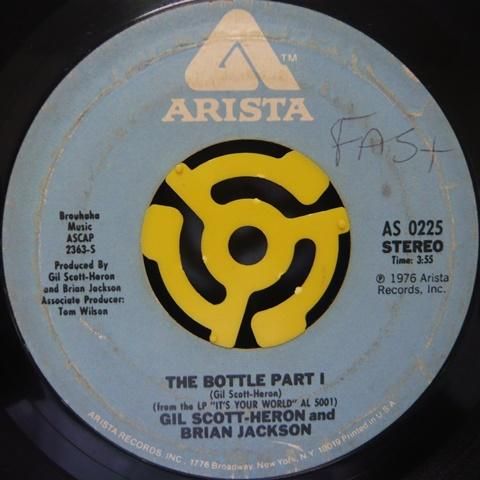 ARISTA
TM
FAST
Brouhaha
Music
ASCAP
2363-S
Produced By
Gil Scott-Heron
and Brian Jackson
Associate Producer:
Tom Wilson
AS 0225
STEREO
Time: 3:55
℗ 1976 Arista
Records, Inc.
THE BOTTLE PART I
(Gil Scott-Heron)
(from the LP "IT'S YOUR WORLD" AL 5001)
GIL SCOTT-HERON and
BRIAN JACKSON
ARISTA RECORDS, INC., 1776 Broadway, New York, N.Y. 10019 Printed in U.S.A.